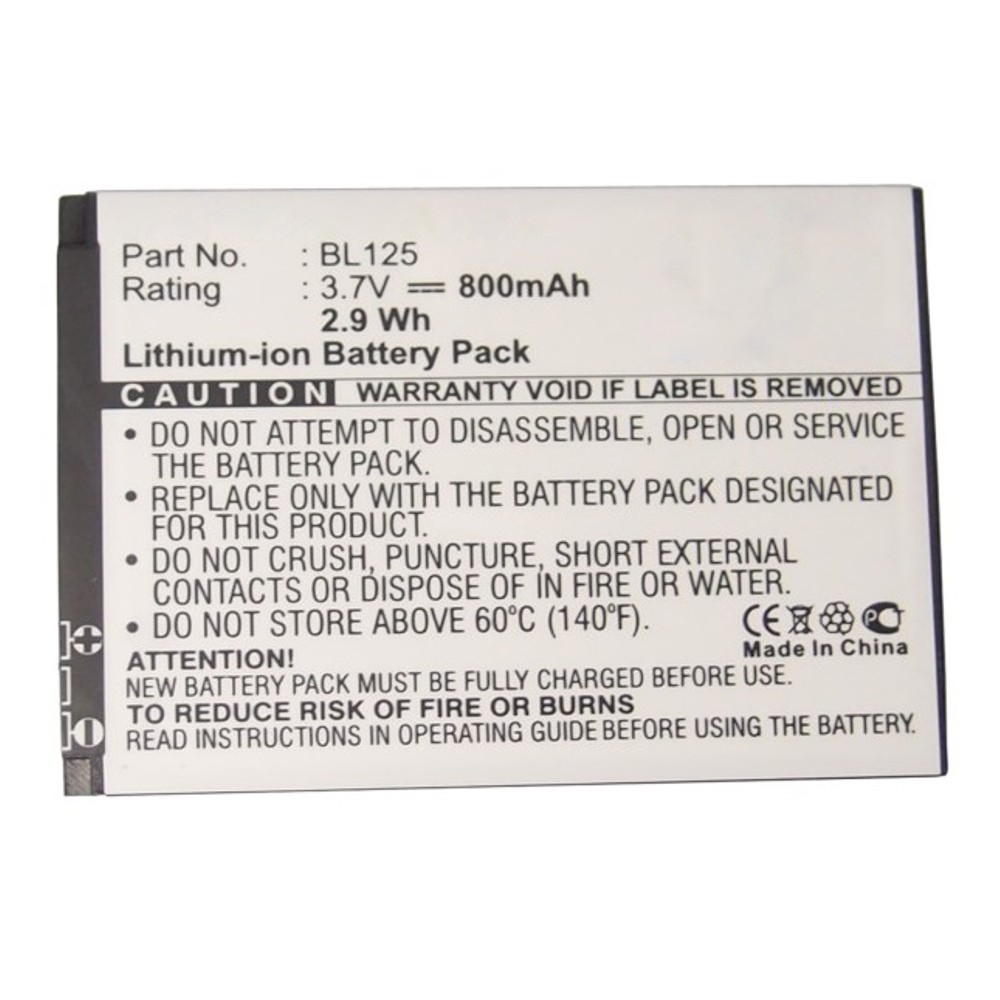 Part No. : BL125
Rating : 3.7V 800mAh
2.9 Wh
Lithium-ion Battery Pack
CAUTION WARRANTY VOID IF LABEL IS REMOVED
• DO NOT ATTEMPT TO DISASSEMBLE, OPEN OR SERVICE
THE BATTERY PACK.
• REPLACE ONLY WITH THE BATTERY PACK DESIGNATED
FOR THIS PRODUCT.
• DO NOT CRUSH, PUNCTURE, SHORT EXTERNAL
CONTACTS OR DISPOSE OF IN FIRE OR WATER.
• DO NOT STORE ABOVE 60°C (140°F).
CE
Made In China
ATTENTION!
NEW BATTERY PACK MUST BE FULLY CHARGED BEFORE USE.
TO REDUCE RISK OF FIRE OR BURNS
READ INSTRUCTIONS IN OPERATING GUIDE BEFORE USING THE BATTERY.